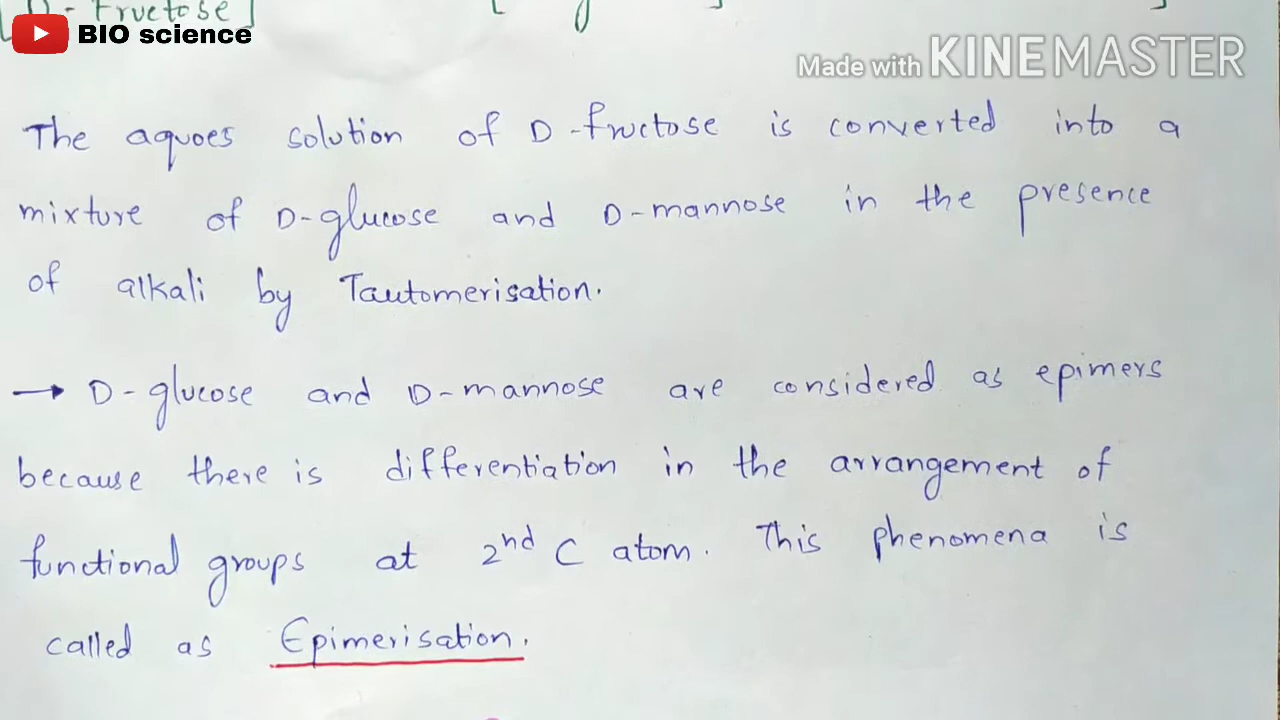 D-Fructose]
BIO science
Made with KINEMASTER
The aquoes solution of D-fructose is converted into a
mixture of D-glucose and D-mannose in the presence
of alkali by Tautomerisation.
→ D-glucose and D-mannose are considered as epimers
because there is differentiation in the arrangement of
functional groups at 2nd C atom. This phenomena is
called as Epimerisation.